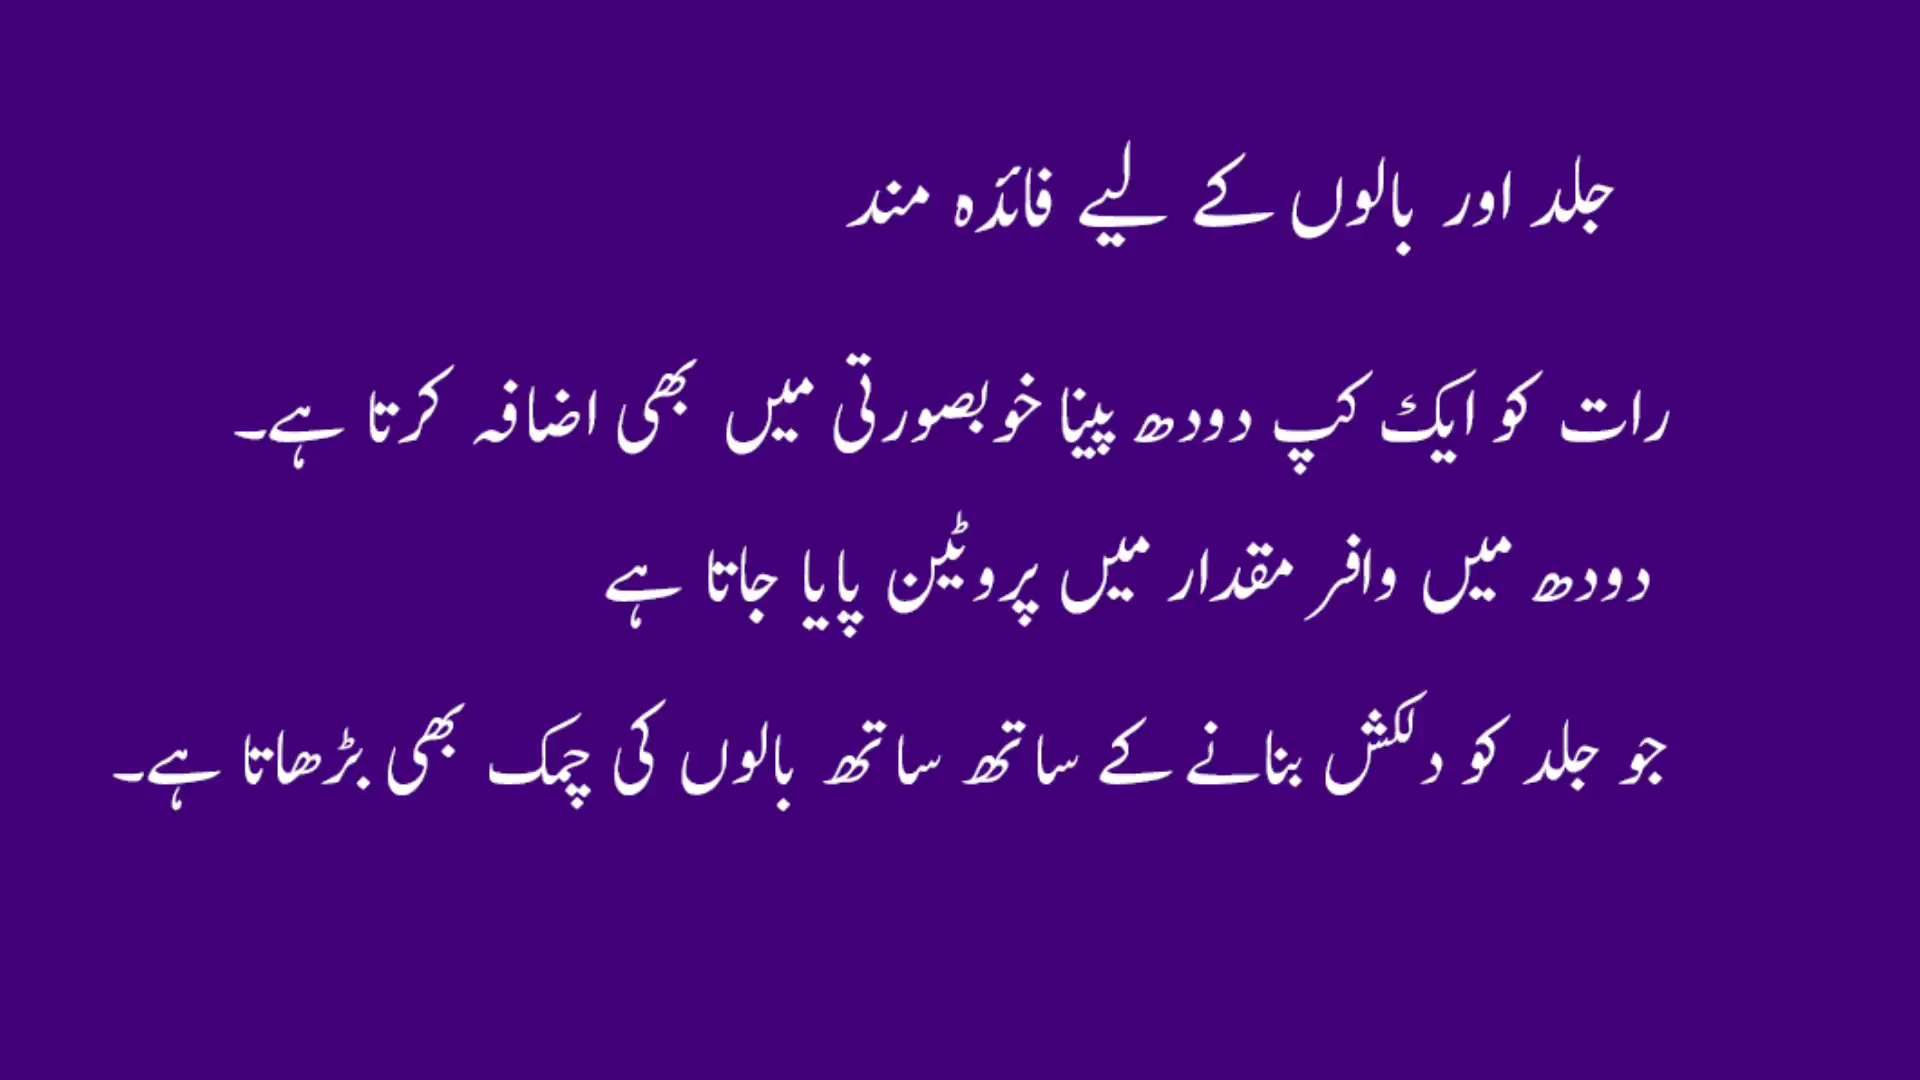 جلد اور بالوں کے لیے فائدہ مند
رات کو ایک کپ دودھ پینا خوبصورتی میں بھی اضافہ کرتا ہے۔
دودھ میں وافر مقدار میں پروٹین پایا جاتا ہے
جو جلد کو دلکش بنانے کے ساتھ ساتھ بالوں کی چمک بھی بڑھاتا ہے۔